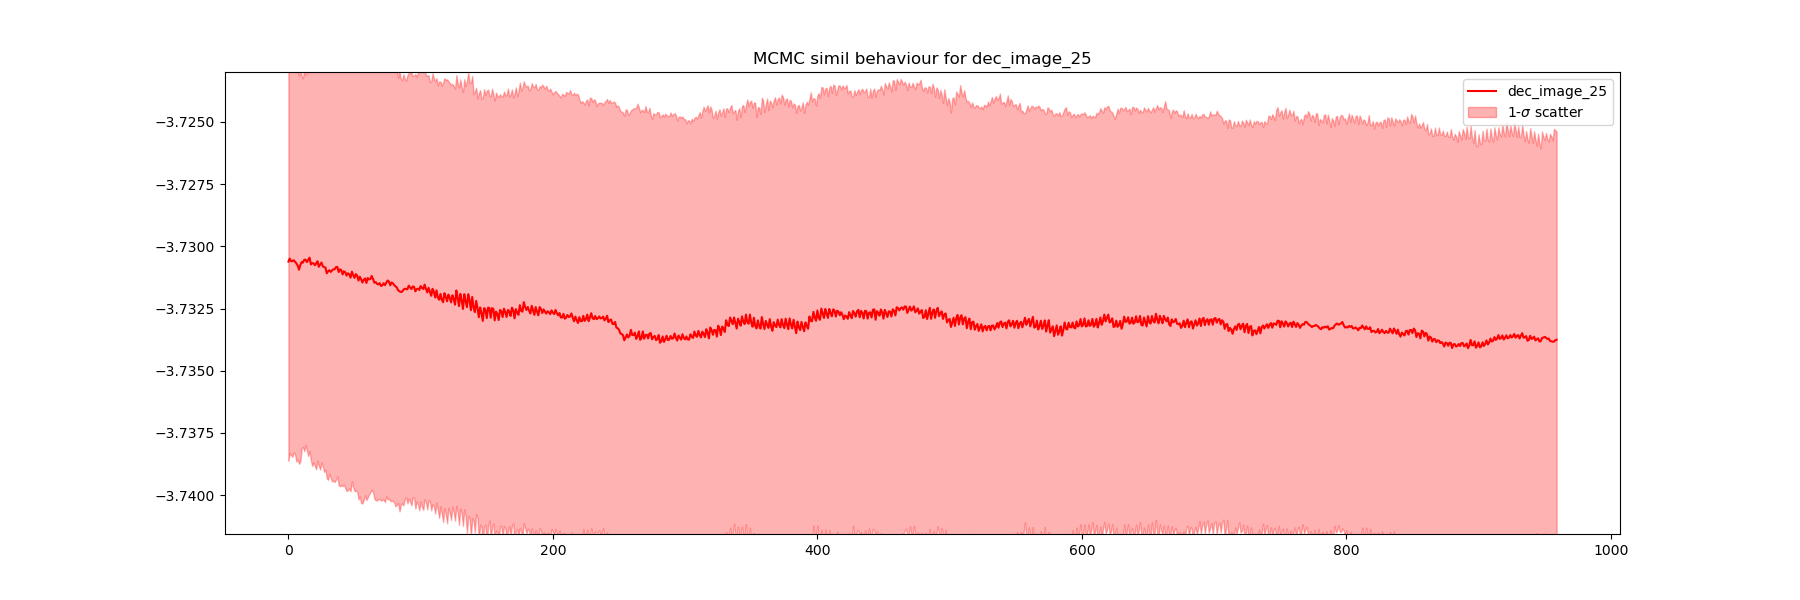 MCMC simil behaviour for dec_image_25
dec_image_25
1-σ scatter
−3.7250
−3.7275
−3.7300
−3.7325
−3.7350
−3.7375
−3.7400
0 200 400 600 800 1000